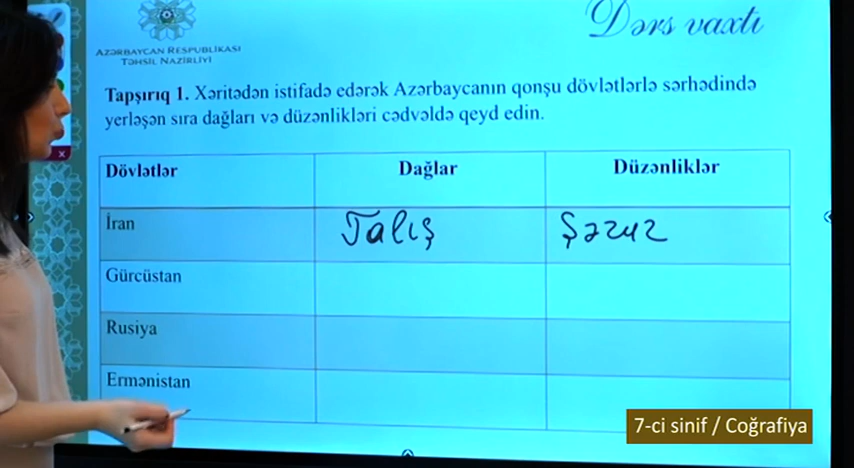 Dərs vaxtı
AZƏRBAYCAN RESPUBLİKASI
TƏHSİL NAZİRLİYİ
Tapşırıq 1. Xəritədən istifadə edərək Azərbaycanın qonşu dövlətlərlə sərhədində
yerləşən sıra dağları və düzənlikləri cədvəldə qeyd edin.
Dövlətlər Dağlar Düzənliklər
İran Talış
Gürcüstan
Rusiya
Ermənistan
7-ci sinif / Coğrafiya